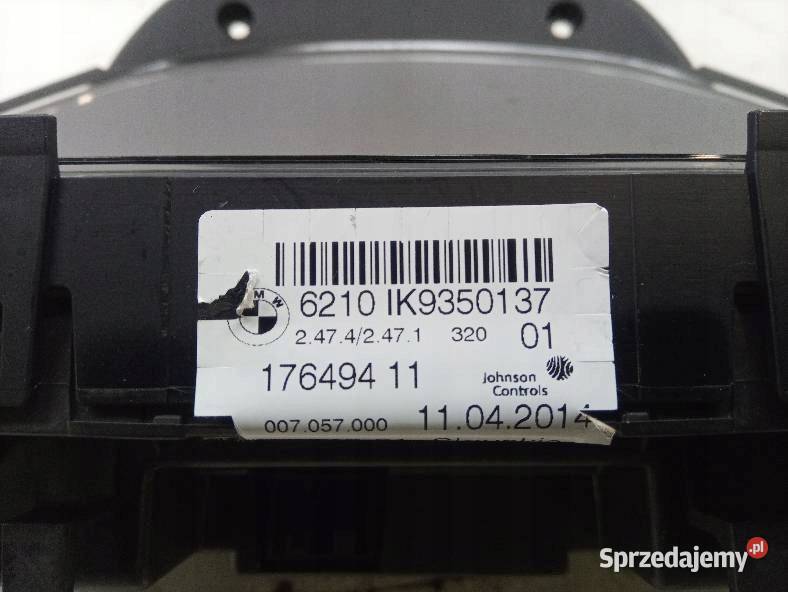 BMW
6210 IK9350137
2.47.4/2.47.1 320 01
176494 11
Johnson Controls
007.057.000 11.04.2014
Sprzedajemy.pl